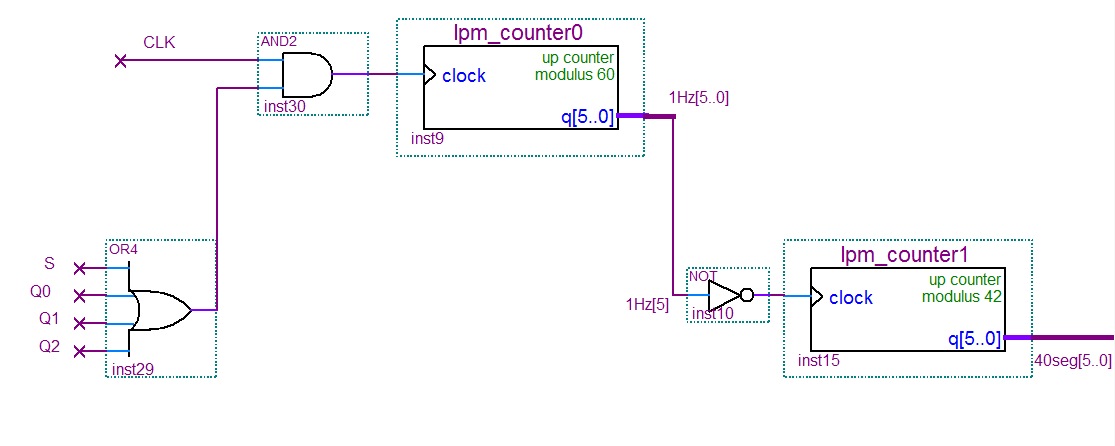 CLK
AND2
inst30
lpm_counter0
up counter
modulus 60
clock
q[5..0]
inst9
1Hz[5..0]
OR4
S
Q0
Q1
Q2
inst29
1Hz[5]
NOT
inst10
lpm_counter1
up counter
modulus 42
clock
q[5..0]
inst15
40seg[5..0]